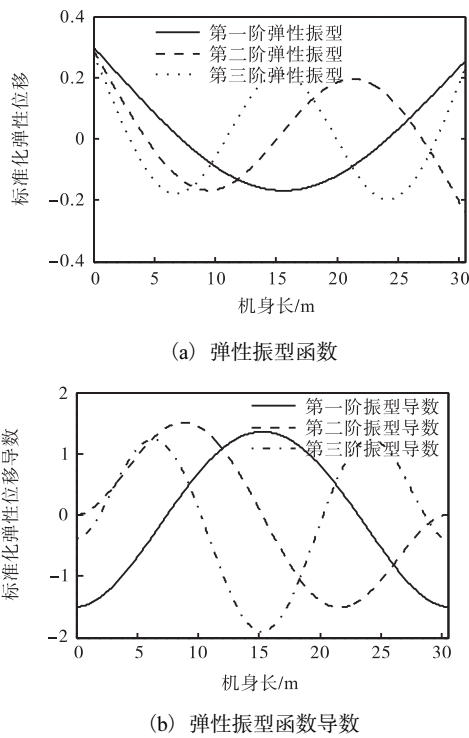 0.4
0.2
0
−0.2
−0.4
标准化弹性位移
第一阶弹性振型
第二阶弹性振型
第三阶弹性振型
0 5 10 15 20 25 30
机身长/m
(a) 弹性振型函数
2
1
0
−1
−2
标准化弹性位移导数
第一阶振型导数
第二阶振型导数
第三阶振型导数
0 5 10 15 20 25 30
机身长/m
(b) 弹性振型函数导数